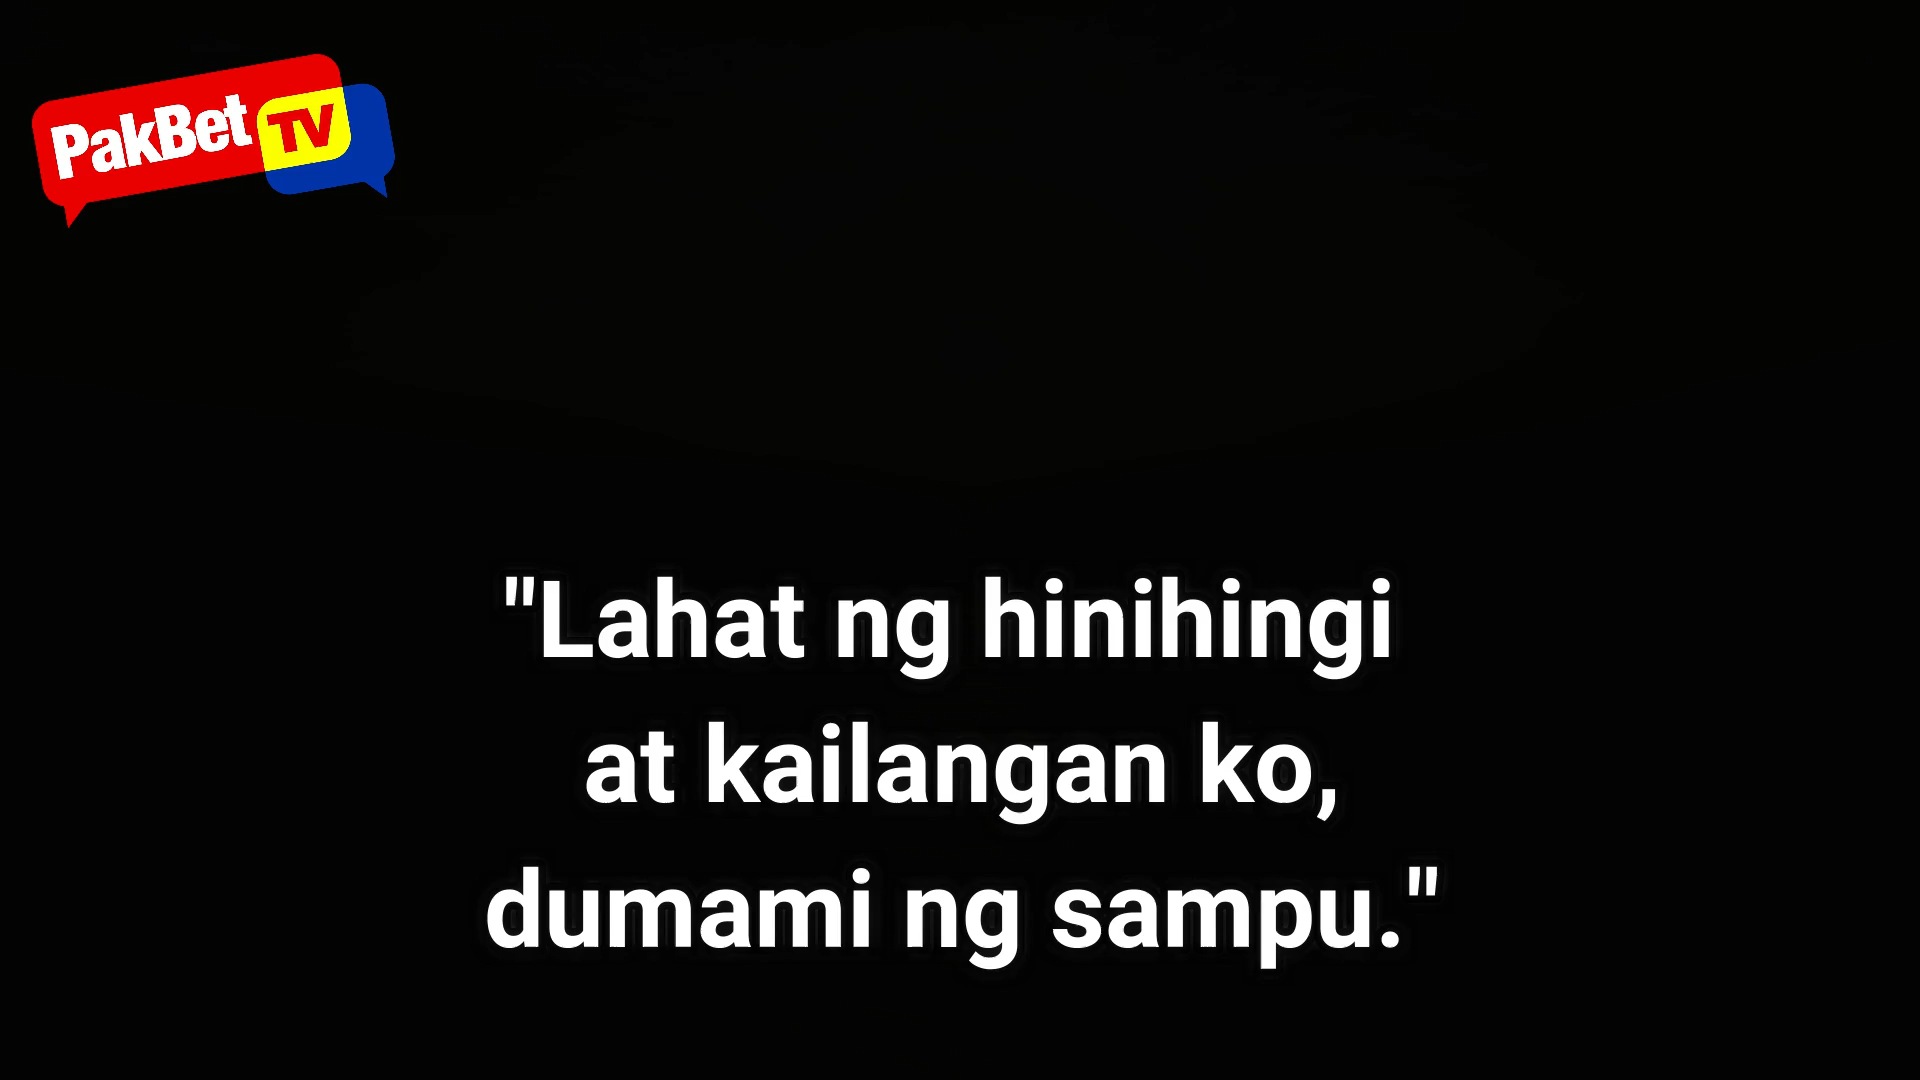 PakBet TV
"Lahat ng hinihingi
at kailangan ko,
dumami ng sampu."